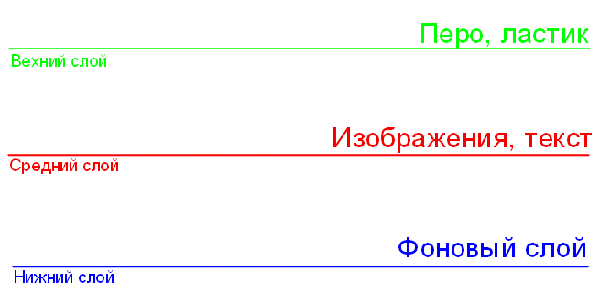 Перо, ластик
Вехний слой
Изображения, текст
Средний слой
Фоновый слой
Нижний слой